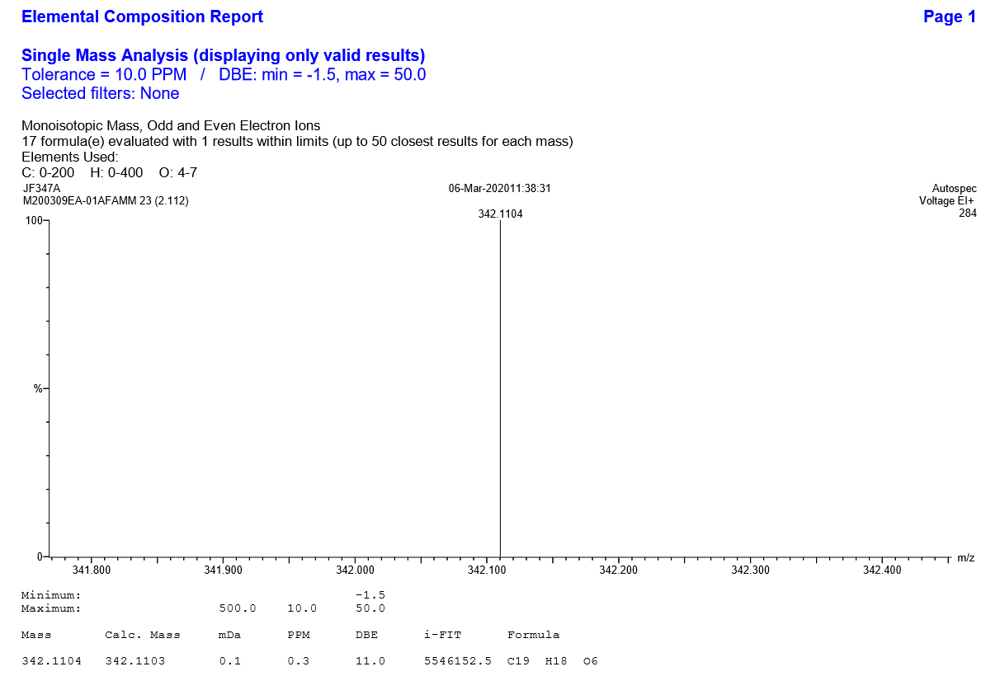 Elemental Composition Report Page 1
Single Mass Analysis (displaying only valid results)
Tolerance = 10.0 PPM / DBE: min = -1.5, max = 50.0
Selected filters: None
Monoisotopic Mass, Odd and Even Electron Ions
17 formula(e) evaluated with 1 results within limits (up to 50 closest results for each mass)
Elements Used:
C: 0-200 H: 0-400 O: 4-7
JF347A 06-Mar-202011:38:31 Autospec
M200309EA-01AFAMM 23 (2.112) Voltage EI+
284
342.1104
100
%
0
m/z
341.800 341.900 342.000 342.100 342.200 342.300 342.400
Minimum: -1.5
Maximum: 500.0 10.0 50.0
Mass Calc. Mass mDa PPM DBE i-FIT Formula
342.1104 342.1103 0.1 0.3 11.0 5546152.5 C19 H18 O6